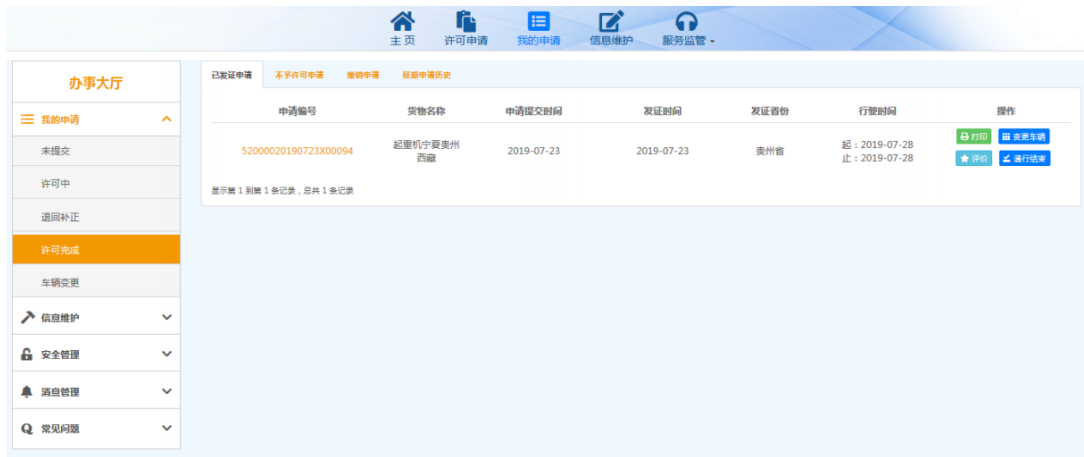 主 页
许可申请
我的申请
信息维护
服务监管
办事大厅
我的申请
未提交
许可中
退回补正
许可完成
车辆变更
信息维护
安全管理
消息管理
常见问题
已发证申请 不予许可申请 撤销申请 延期申请历史
申请编号 货物名称 申请提交时间 发证时间 发证省份 行驶时间 操作
52000020190723X00094
起重机宁夏贵州
西藏
2019-07-23
2019-07-23
贵州省
起：2019-07-28
止：2019-07-28
打印 变更车辆
评价 通行结束
显示第 1 到第 1 条记录，总共 1 条记录